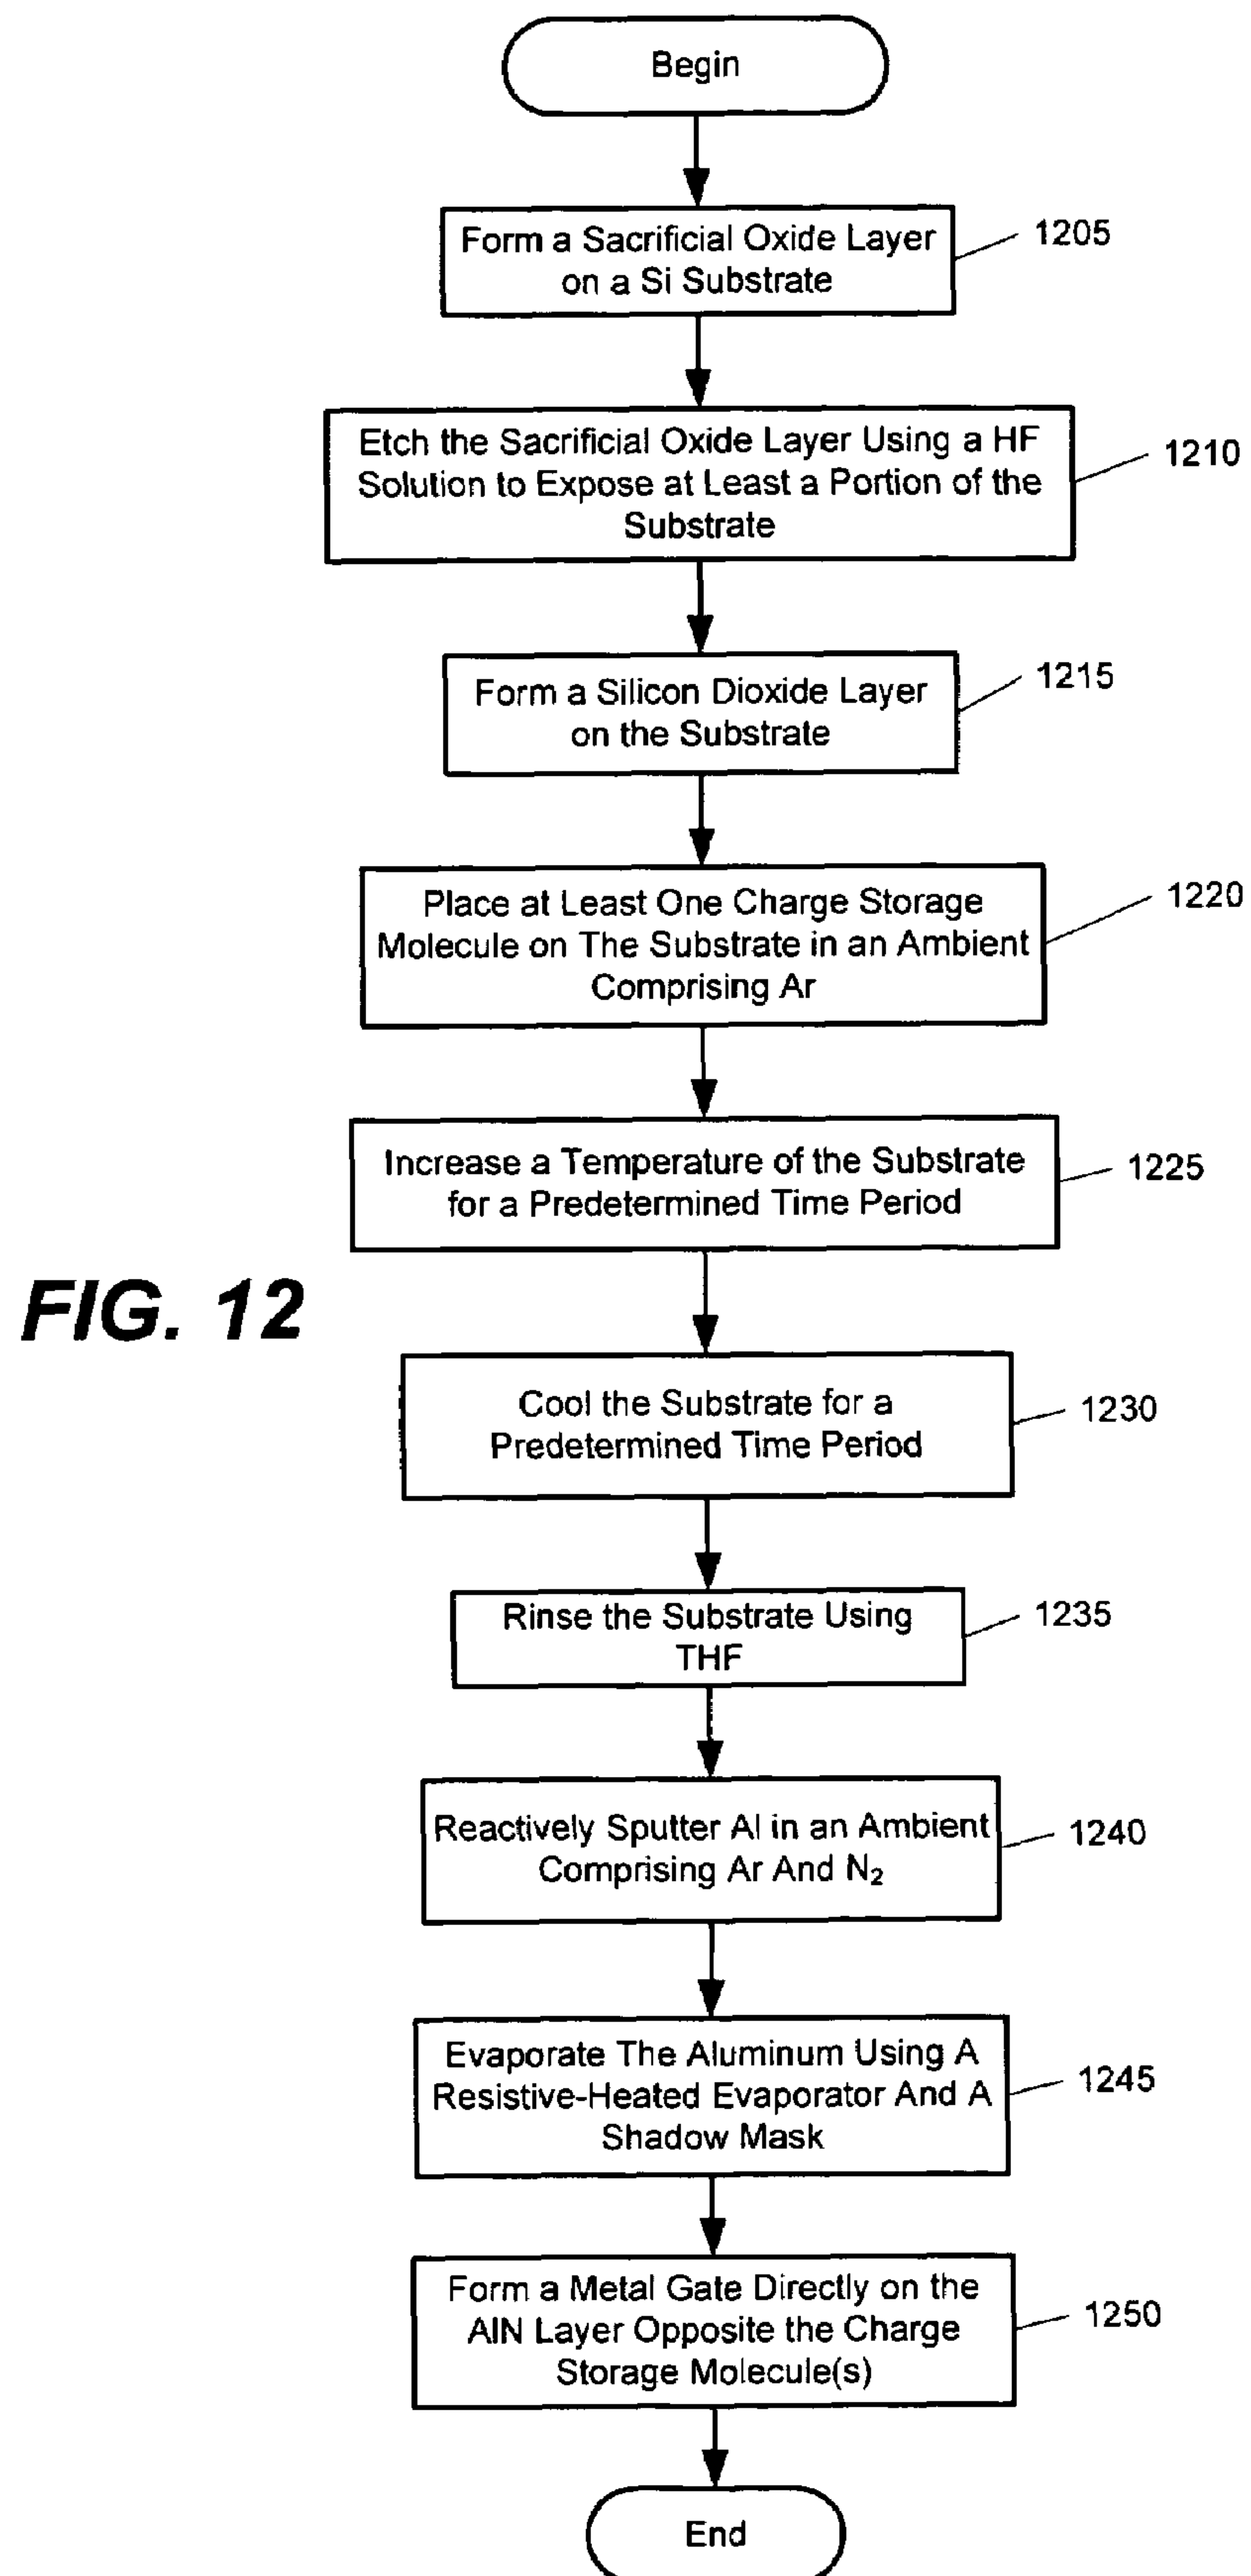 Begin
Form a Sacrificial Oxide Layer
on a Si Substrate
1205
Etch the Sacrificial Oxide Layer Using a HF
Solution to Expose at Least a Portion of the
Substrate
1210
Form a Silicon Dioxide Layer
on the Substrate
1215
Place at Least One Charge Storage
Molecule on The Substrate in an Ambient
Comprising Ar
1220
Increase a Temperature of the Substrate
for a Predetermined Time Period
1225
FIG. 12
Cool the Substrate for a
Predetermined Time Period
1230
Rinse the Substrate Using
THF
1235
Reactively Sputter Al in an Ambient
Comprising Ar And N₂
1240
Evaporate The Aluminum Using A
Resistive-Heated Evaporator And A
Shadow Mask
1245
Form a Metal Gate Directly on the
AlN Layer Opposite the Charge
Storage Molecule(s)
1250
End